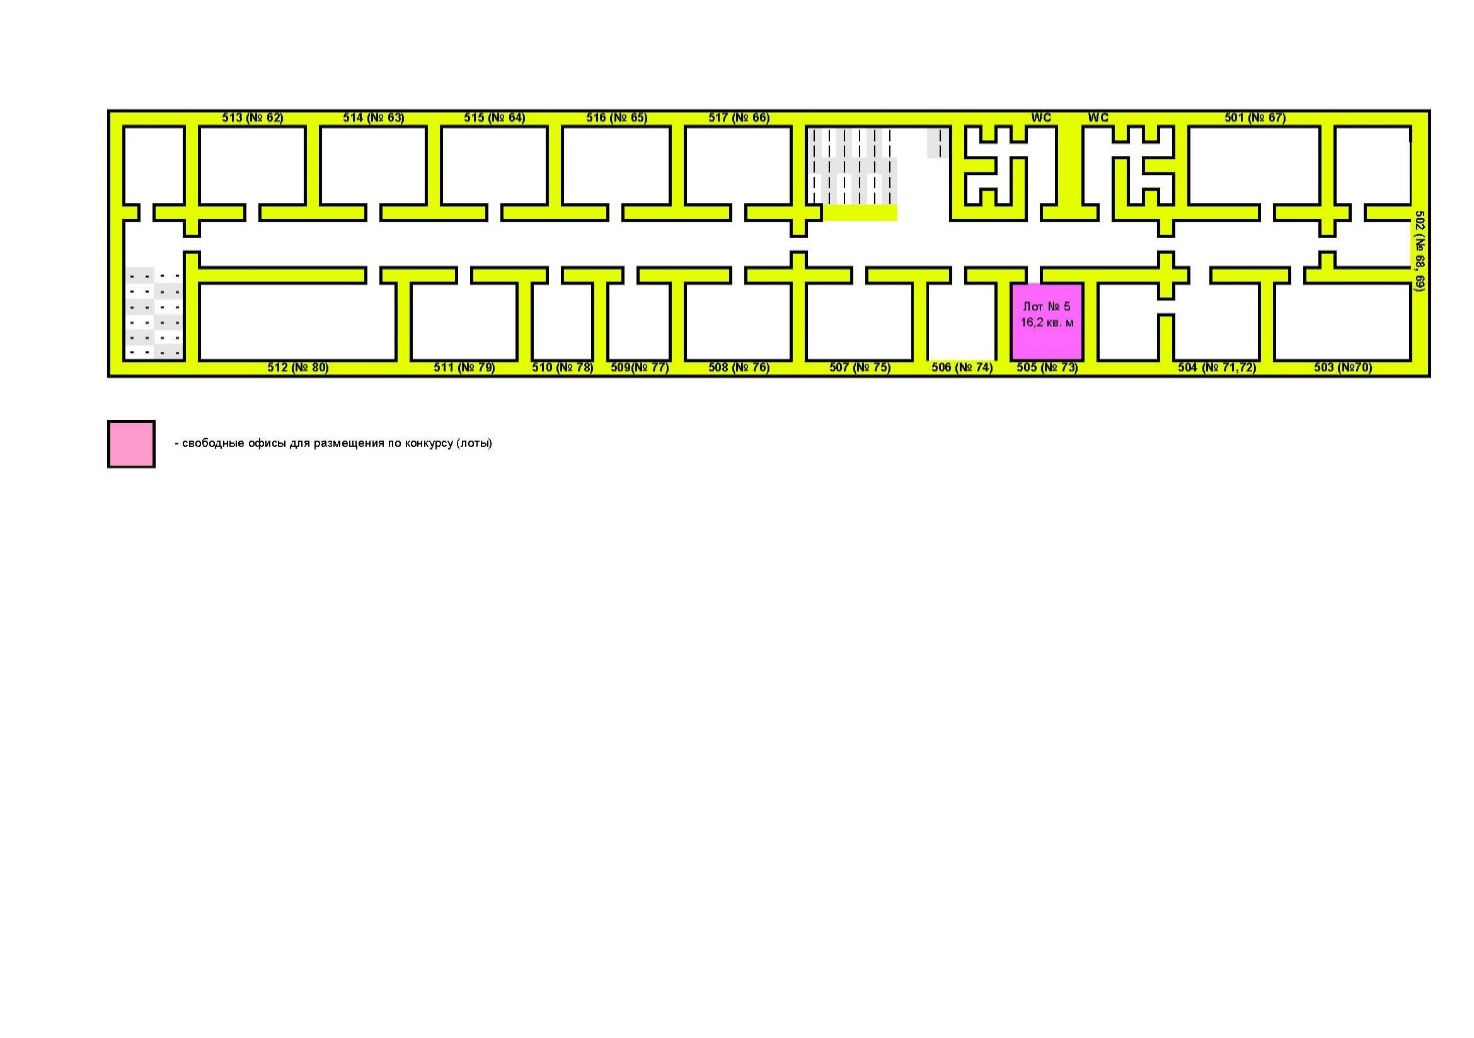 513 (№ 62)
514 (№ 63)
515 (№ 64)
516 (№ 65)
517 (№ 66)
WC
WC
501 (№ 67)
502 (№ 68, 69)
Лот № 5
16,2 кв. м
512 (№ 80)
511 (№ 79)
510 (№ 78)
509(№ 77)
508 (№ 76)
507 (№ 75)
506 (№ 74)
505 (№ 73)
504 (№ 71,72)
503 (№70)
- свободные офисы для размещения по конкурсу (лоты)